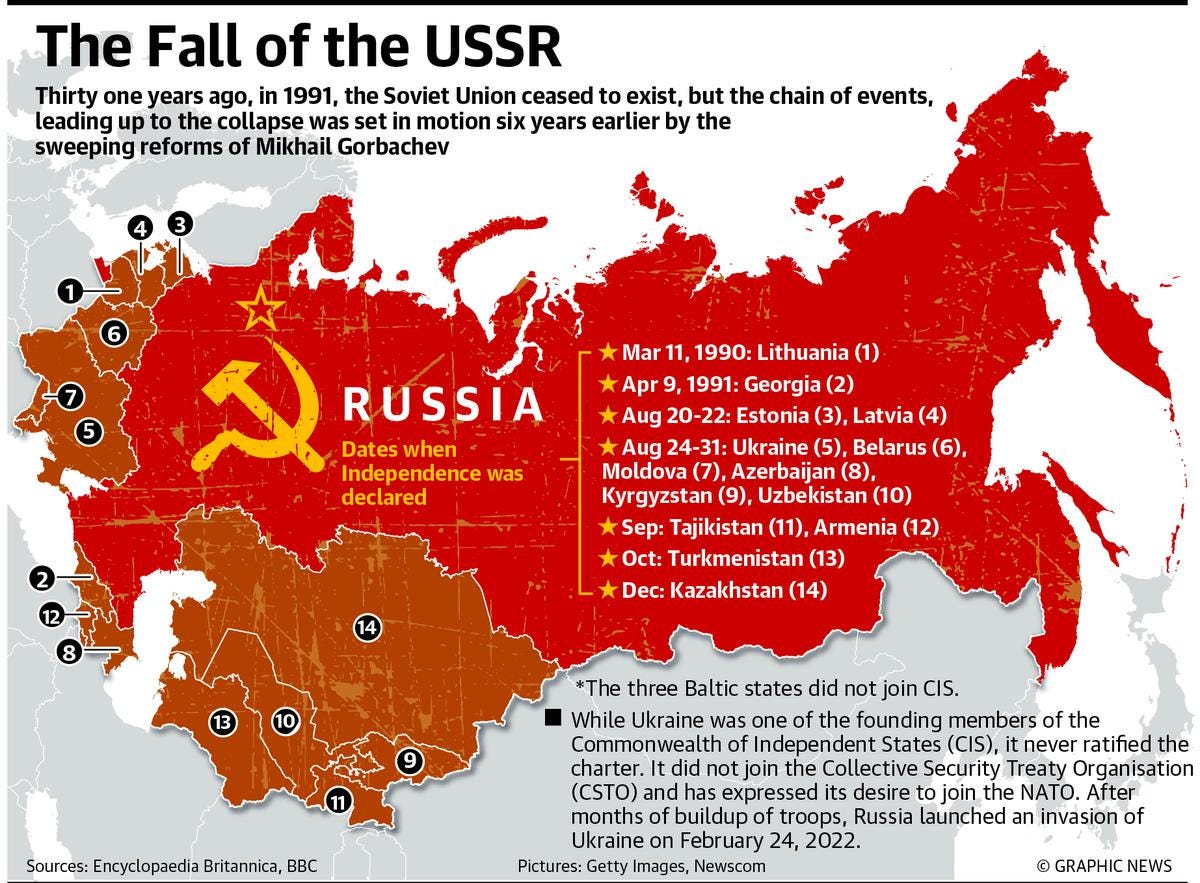 The Fall of the USSR
Thirty one years ago, in 1991, the Soviet Union ceased to exist, but the chain of events,
leading up to the collapse was set in motion six years earlier by the
sweeping reforms of Mikhail Gorbachev
4
3
1
6
7
5
RUSSIA
Dates when
Independence was
declared
Mar 11, 1990: Lithuania (1)
Apr 9, 1991: Georgia (2)
Aug 20-22: Estonia (3), Latvia (4)
Aug 24-31: Ukraine (5), Belarus (6),
Moldova (7), Azerbaijan (8),
Kyrgyzstan (9), Uzbekistan (10)
Sep: Tajikistan (11), Armenia (12)
Oct: Turkmenistan (13)
Dec: Kazakhstan (14)
2
12
8
14
13
10
9
11
*The three Baltic states did not join CIS.
While Ukraine was one of the founding members of the
Commonwealth of Independent States (CIS), it never ratified the
charter. It did not join the Collective Security Treaty Organisation
(CSTO) and has expressed its desire to join the NATO. After
months of buildup of troops, Russia launched an invasion of
Ukraine on February 24, 2022.
Sources: Encyclopaedia Britannica, BBC
Pictures: Getty Images, Newscom
© GRAPHIC NEWS